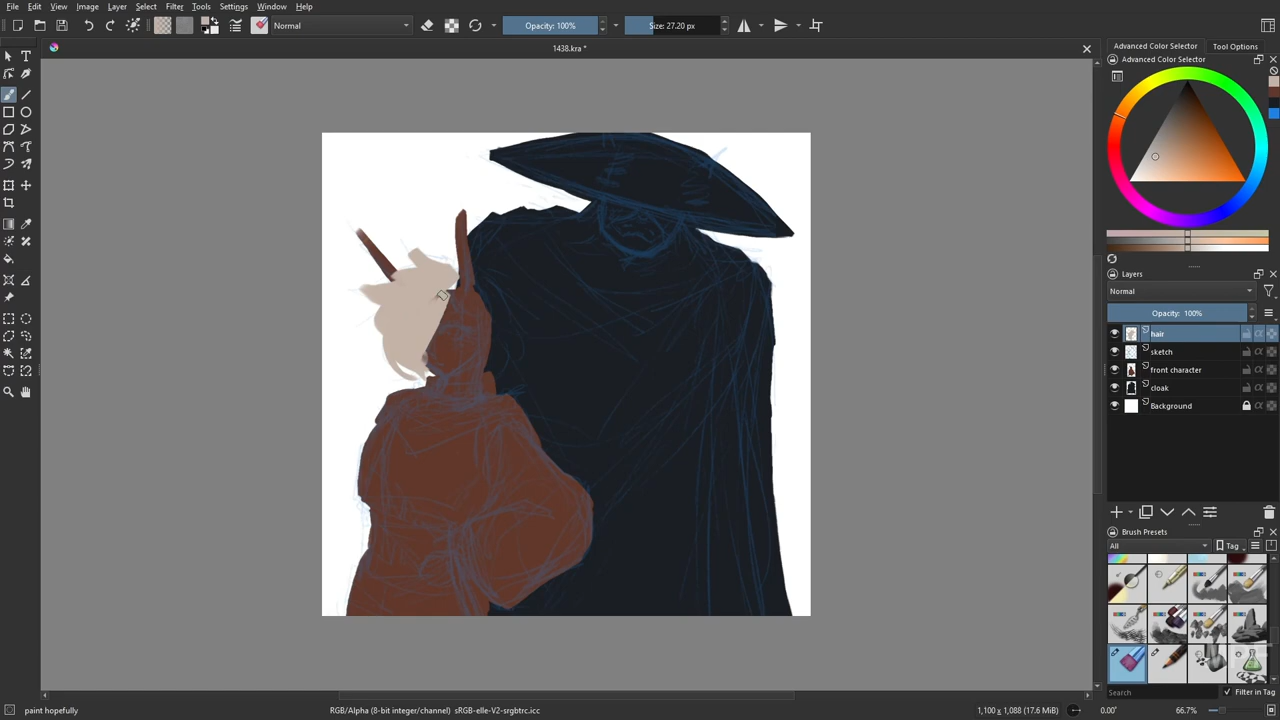 File Edit View Image Layer Select Filter Tools Settings Window Help
Normal
Opacity: 100%
Size: 27.20 px
1438.kra *
Advanced Color Selector
Tool Options
Advanced Color Selector
Layers
Normal
Opacity: 100%
hair
sketch
front character
cloak
Background
Brush Presets
All
Tag
Search
Filter in Tag
paint hopefully
RGB/Alpha (8-bit integer/channel) sRGB-elle-V2-srgbtrc.icc
1,100 x 1,088 (17.6 MiB)
0.00°
66.7%